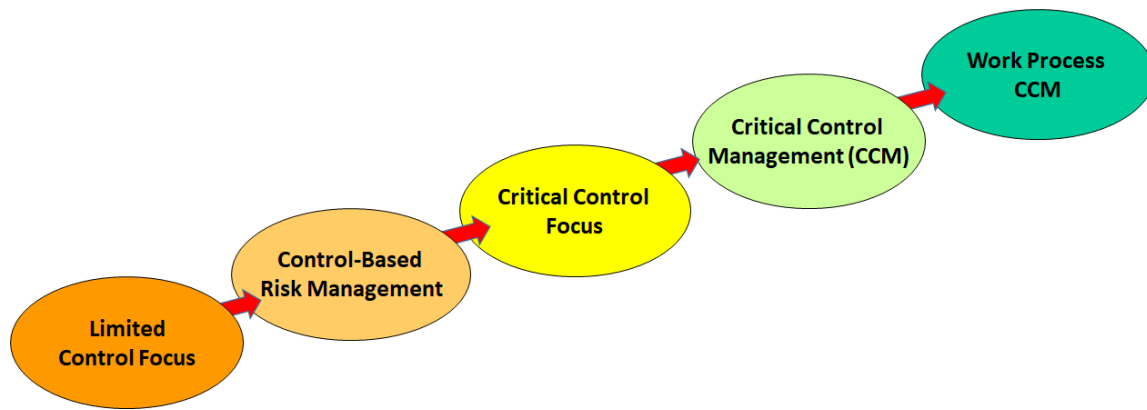 Limited
Control Focus
Control-Based
Risk Management
Critical Control
Focus
Critical Control
Management (CCM)
Work Process
CCM